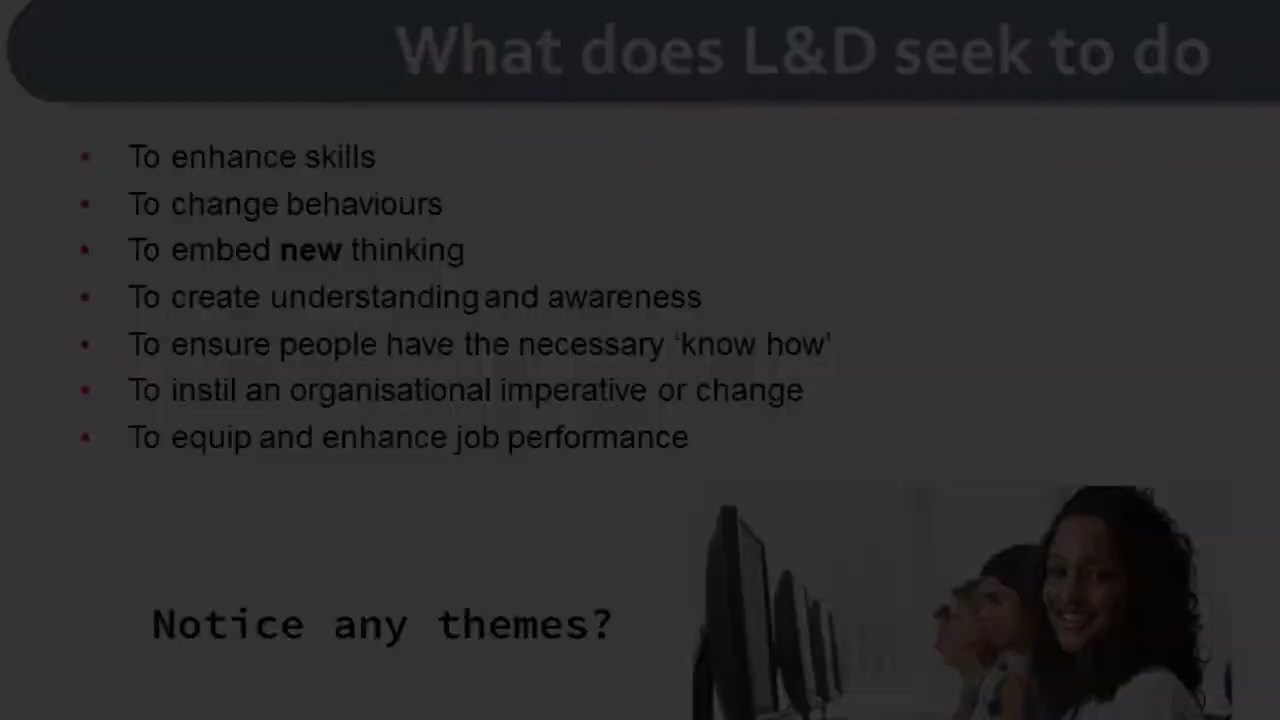 What does L&D seek to do
• To enhance skills
• To change behaviours
• To embed new thinking
• To create understanding and awareness
• To ensure people have the necessary ‘know how’
• To instil an organisational imperative or change
• To equip and enhance job performance
Notice any themes?